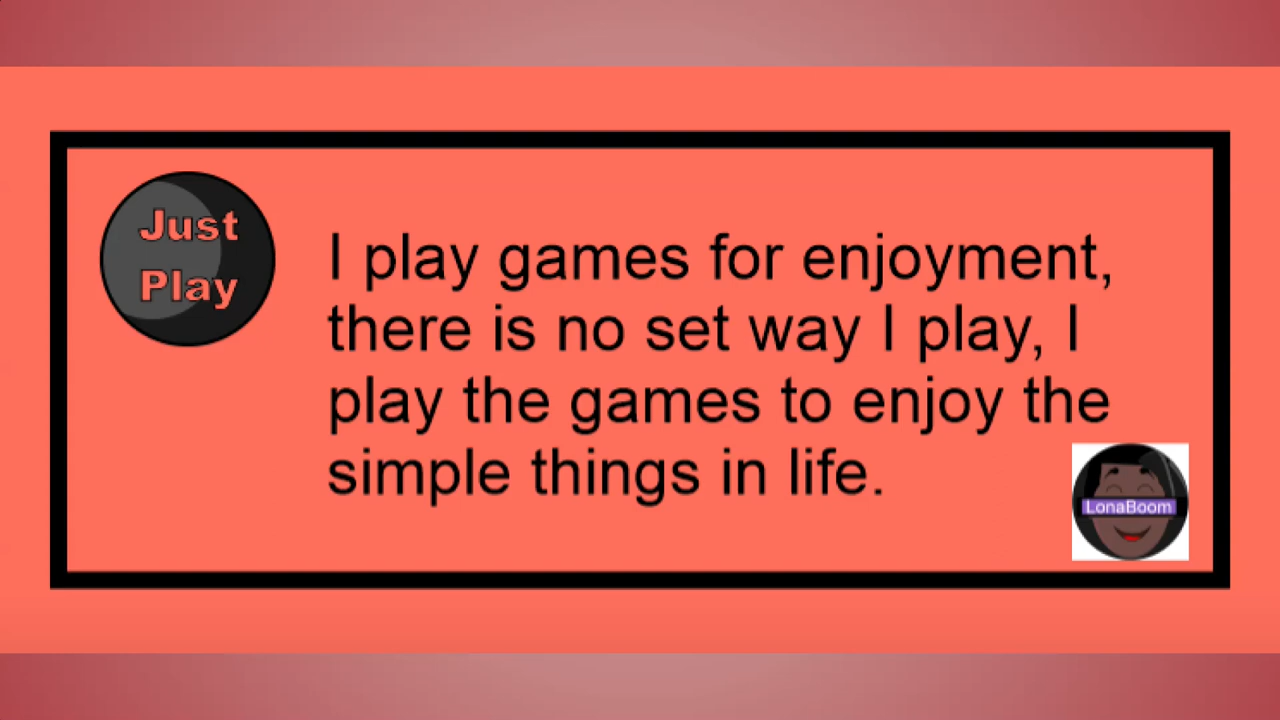 Just
Play
I play games for enjoyment,
there is no set way I play, I
play the games to enjoy the
simple things in life.
LonaBoom